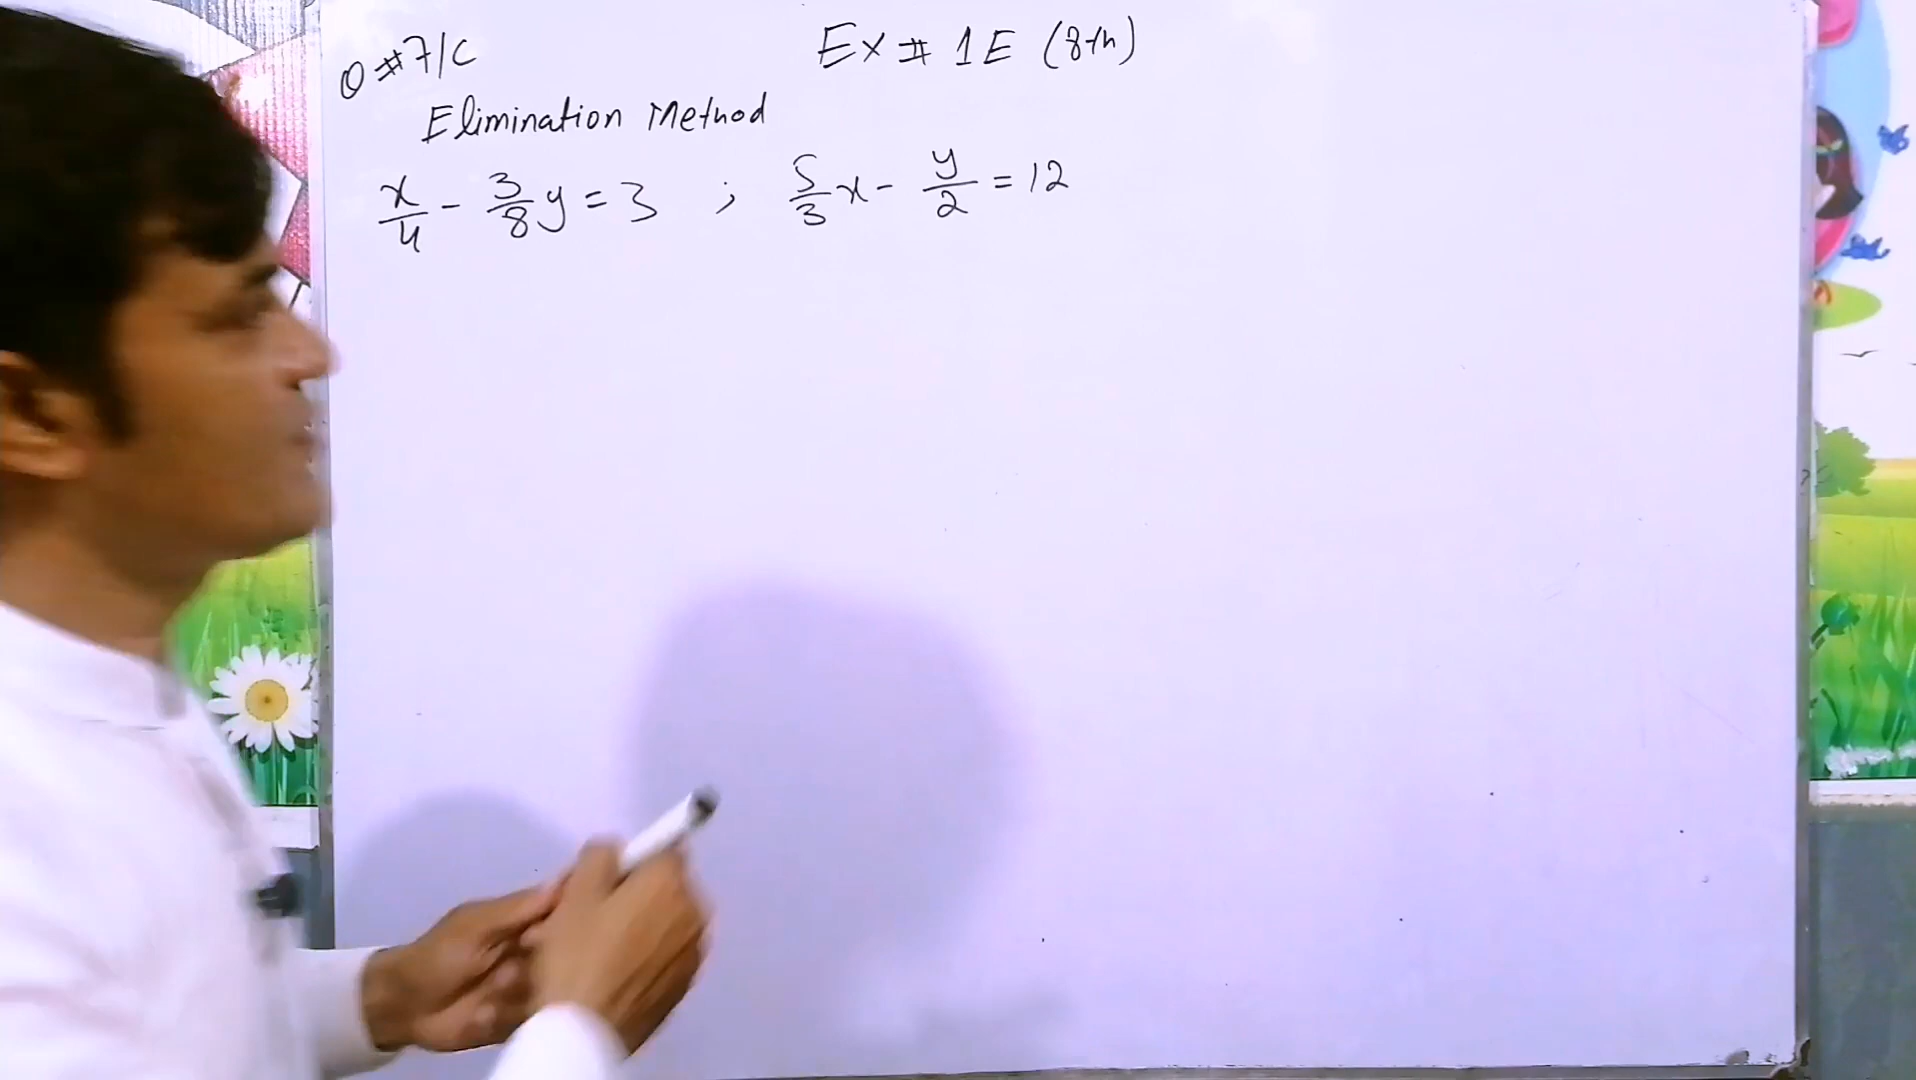 Q#7/C
Ex # 1E (8th)
Elimination Method
x/4 - 3/8 y = 3 ; 5/3 x - y/2 = 12